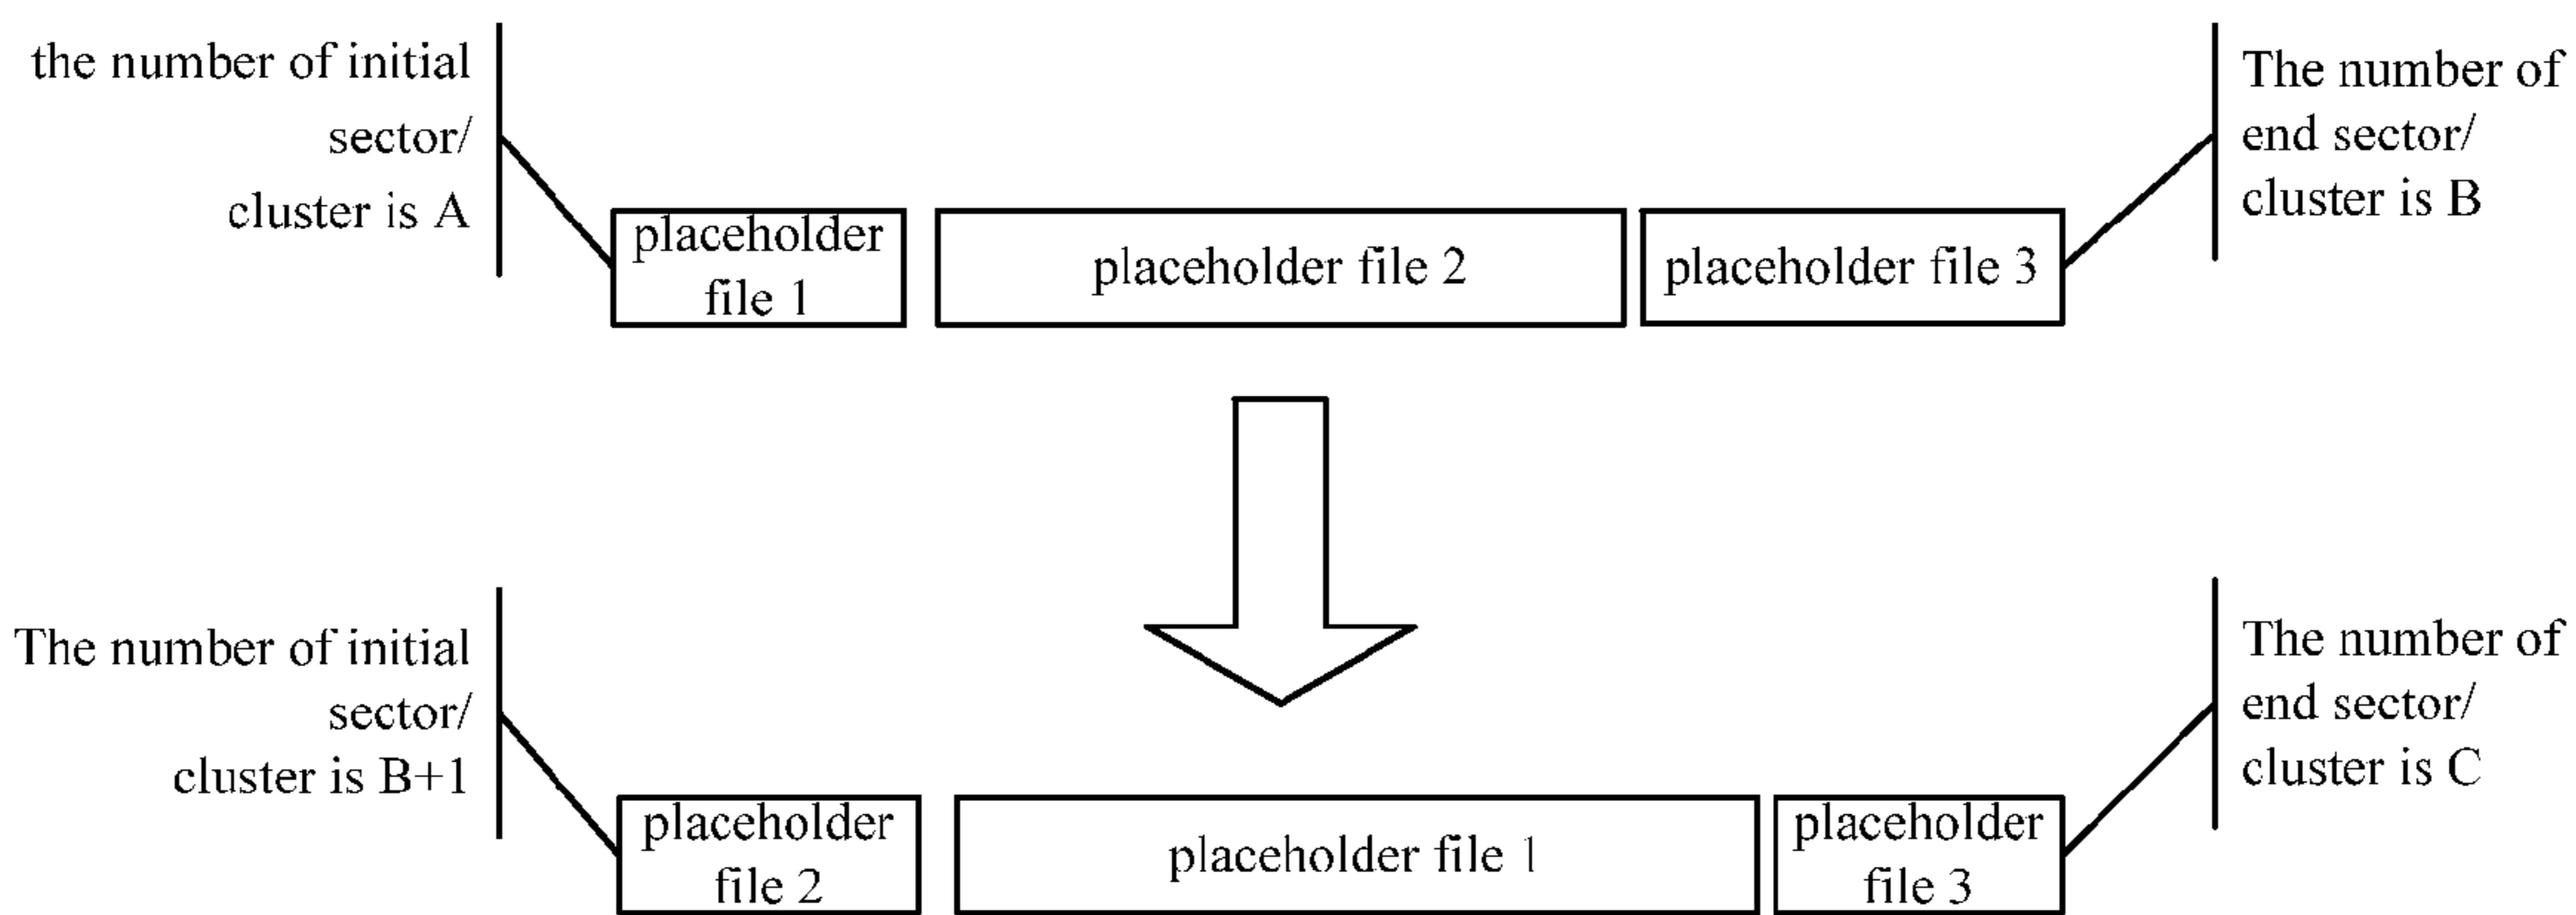 the number of initial
sector/
cluster is A
placeholder
file 1
placeholder file 2
placeholder file 3
The number of
end sector/
cluster is B
The number of initial
sector/
cluster is B+1
placeholder
file 2
placeholder file 1
placeholder
file 3
The number of
end sector/
cluster is C